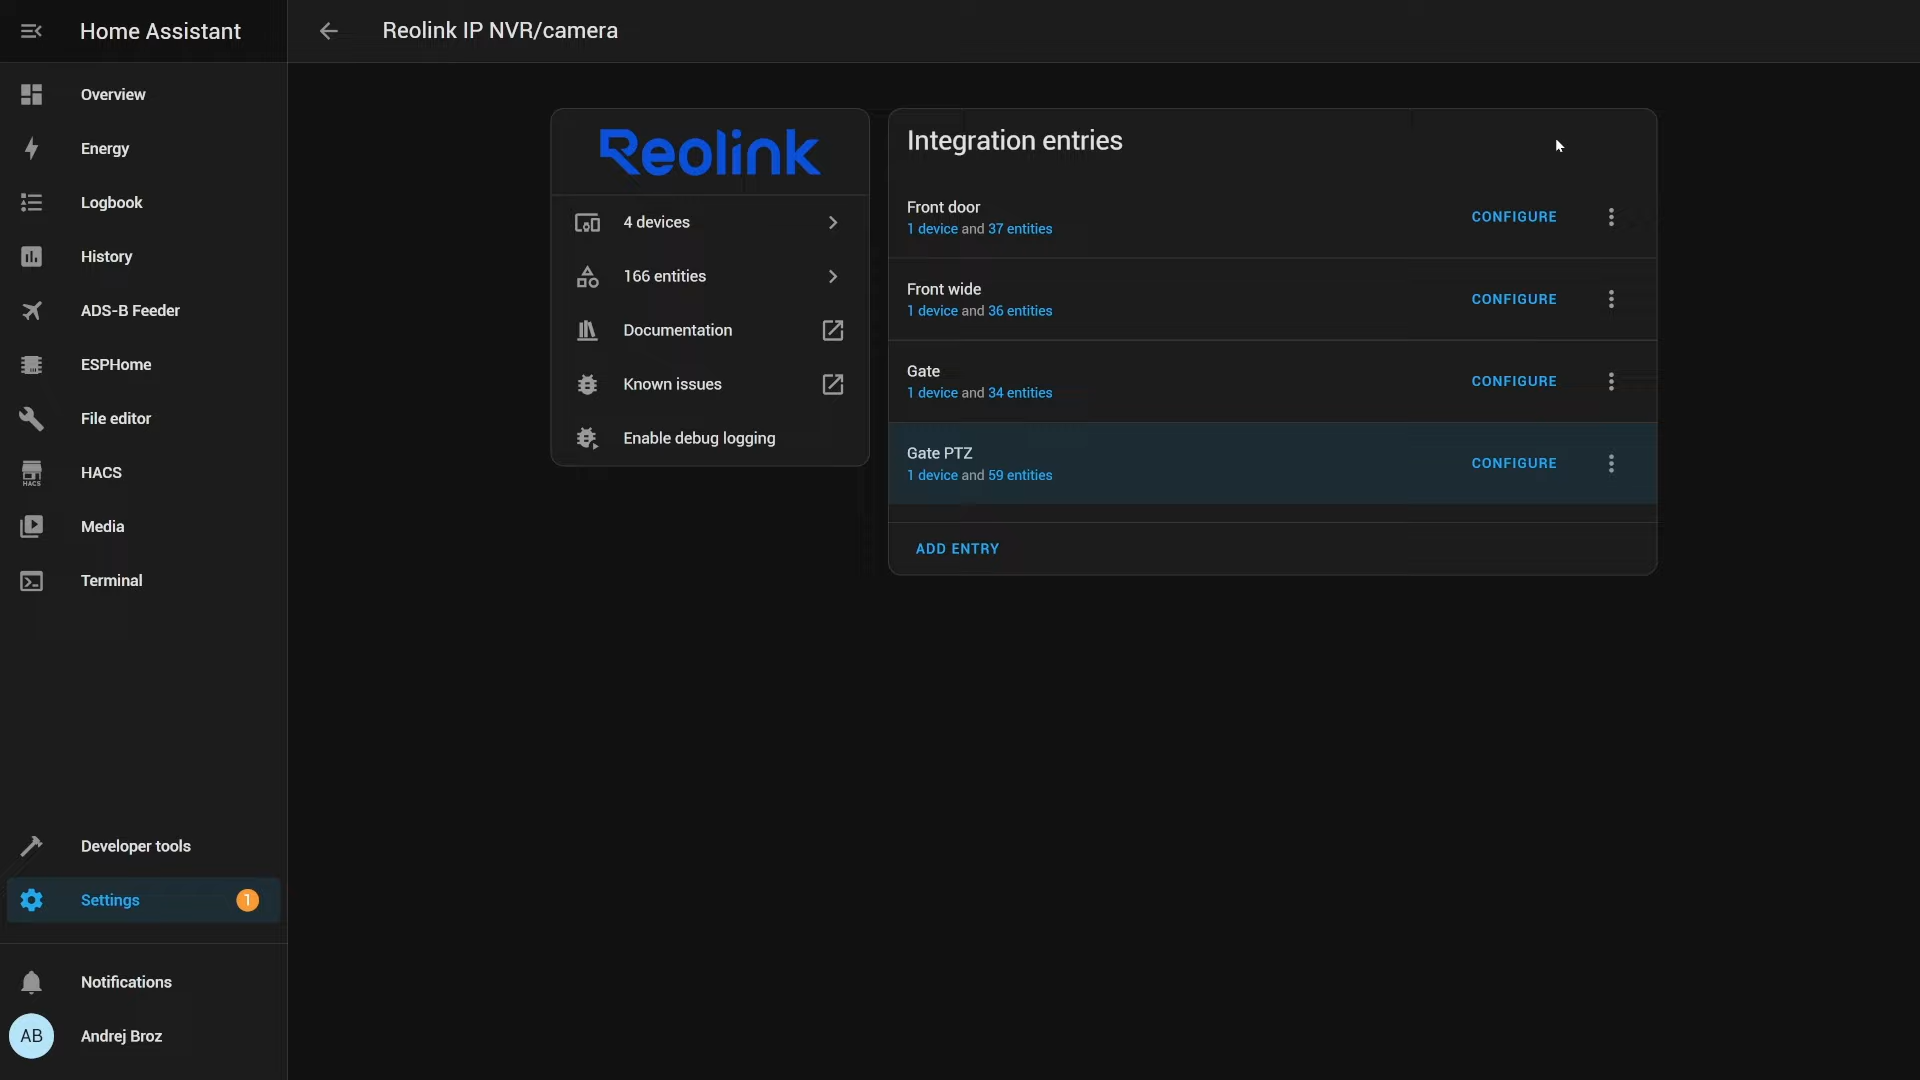 Home Assistant
Reolink IP NVR/camera
Overview
Energy
Logbook
History
ADS-B Feeder
ESPHome
File editor
HACS
HACS
Media
Terminal
Developer tools
Settings
1
Notifications
AB
Andrej Broz
Reolink
4 devices
166 entities
Documentation
Known issues
Enable debug logging
Integration entries
Front door
1 device and 37 entities
CONFIGURE
Front wide
1 device and 36 entities
CONFIGURE
Gate
1 device and 34 entities
CONFIGURE
Gate PTZ
1 device and 59 entities
CONFIGURE
ADD ENTRY